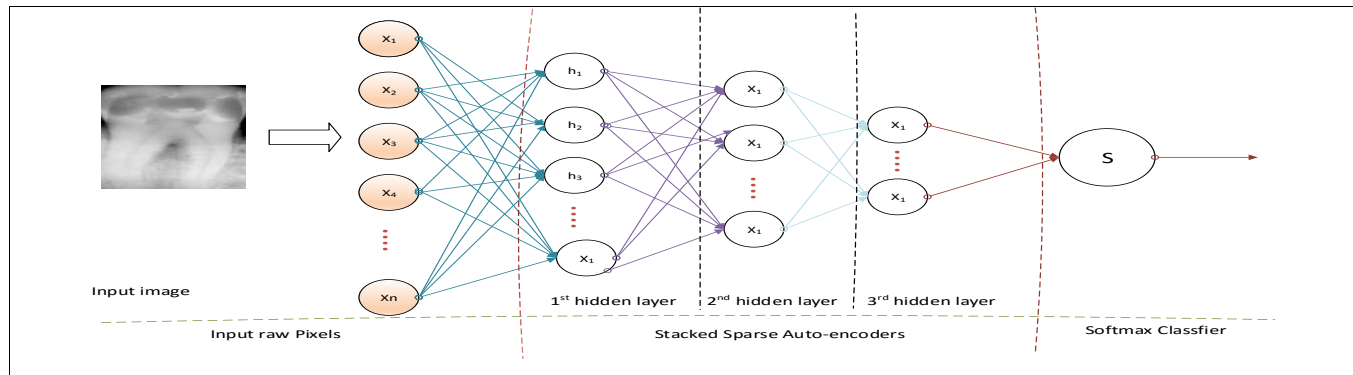 X₁
X₂
X₃
X₄
Xn
h₁
h₂
h₃
X₁
X₁
X₁
X₁
X₁
X₁
S
Input image
1st hidden layer
2nd hidden layer
3rd hidden layer
Input raw Pixels
Stacked Sparse Auto-encoders
Softmax Classfier